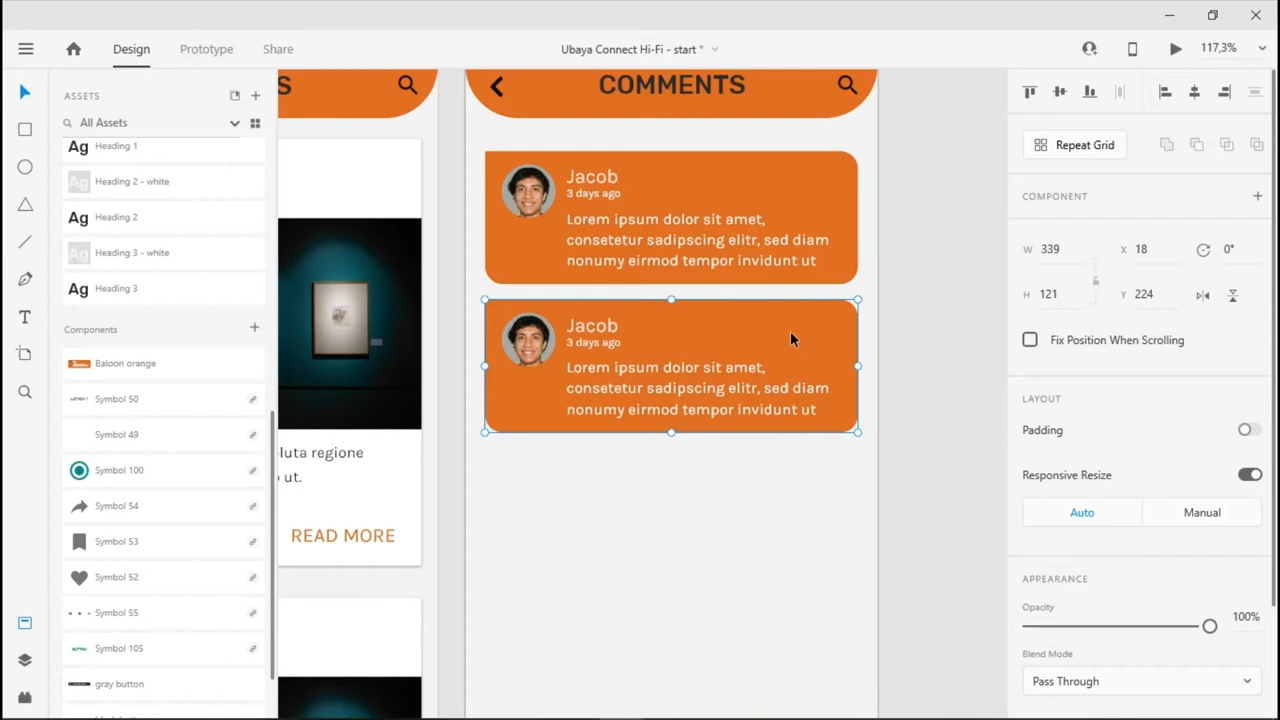 Design
Prototype
Share
Ubaya Connect Hi-Fi - start *
117,3%
ASSETS
All Assets
Ag Heading 1
Ag Heading 2 - white
Ag Heading 2
Ag Heading 3 - white
Ag Heading 3
Components
Baloon orange
Symbol 50
Symbol 49
Symbol 100
Symbol 54
Symbol 53
Symbol 52
Symbol 55
Symbol 105
gray button
S
luta regione
ut.
READ MORE
COMMENTS
Jacob
3 days ago
Lorem ipsum dolor sit amet,
consetetur sadipscing elitr, sed diam
nonumy eirmod tempor invidunt ut
Jacob
3 days ago
Lorem ipsum dolor sit amet,
consetetur sadipscing elitr, sed diam
nonumy eirmod tempor invidunt ut
Repeat Grid
COMPONENT
W 339 X 18 0°
H 121 Y 224
Fix Position When Scrolling
LAYOUT
Padding
Responsive Resize
Auto Manual
APPEARANCE
Opacity
100%
Blend Mode
Pass Through